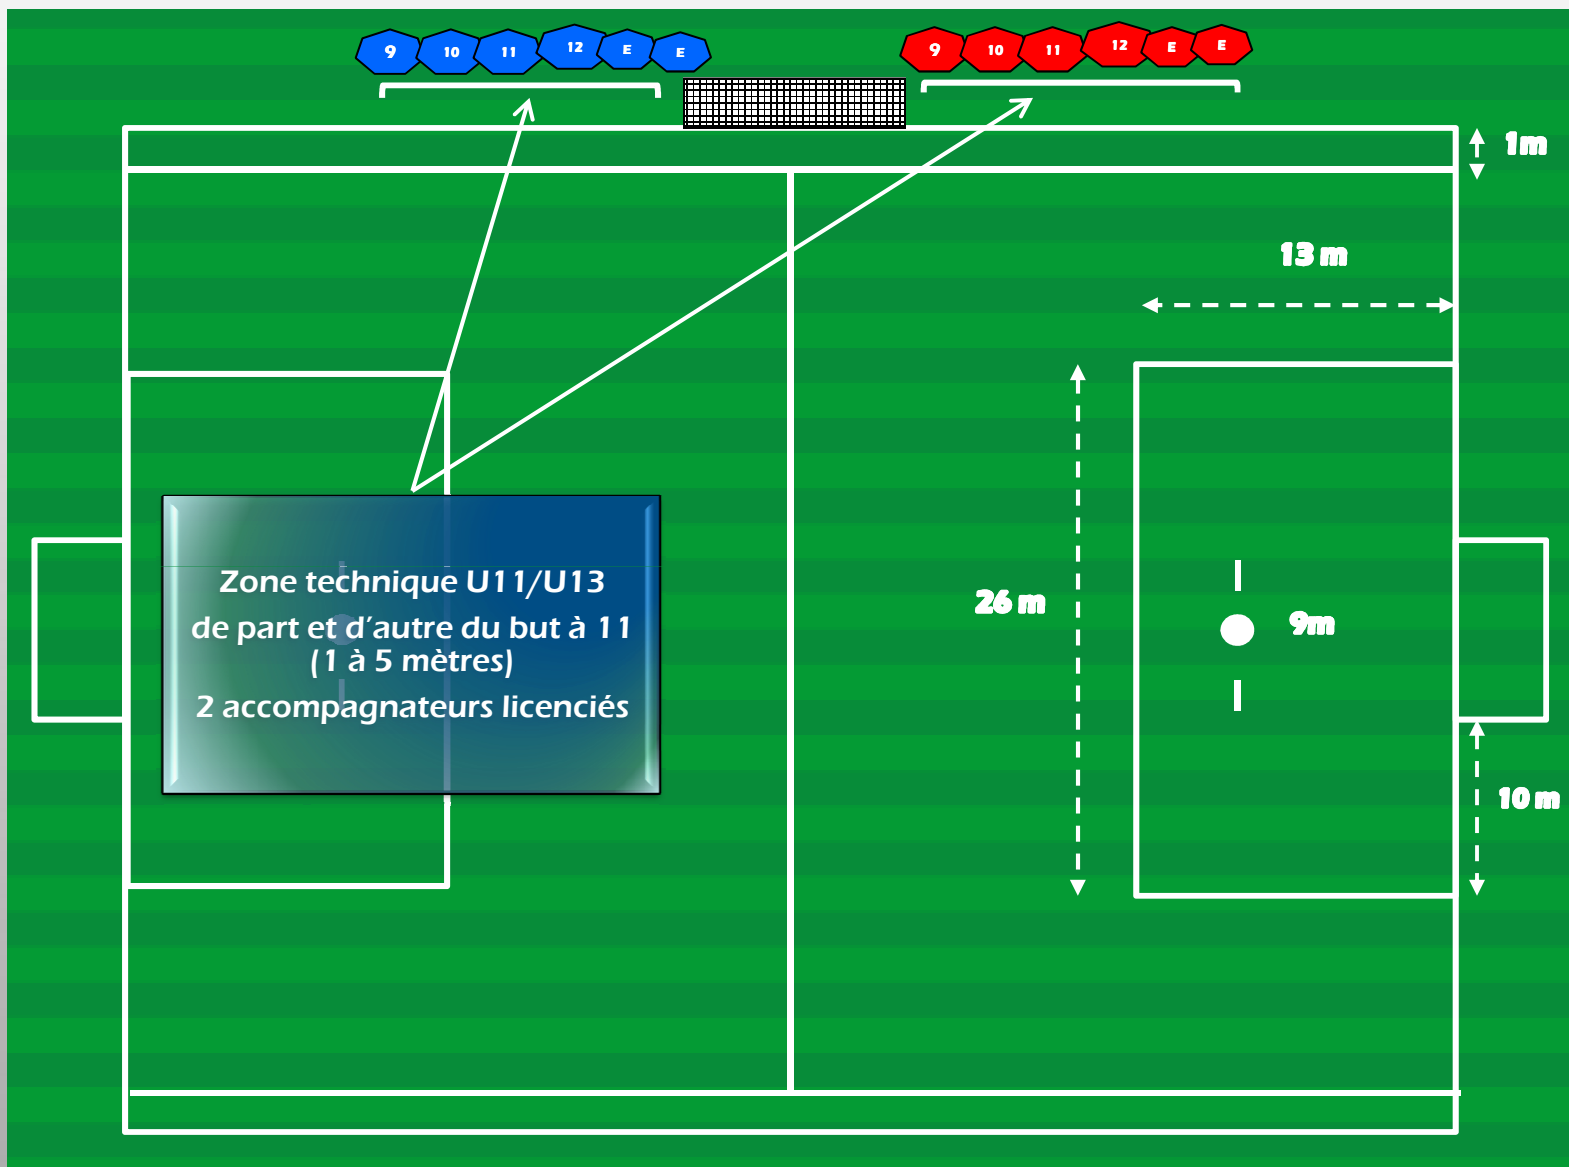 9 10 11 12 E E
9 10 11 12 E E
1m
13 m
26 m
9m
10 m
Zone technique U11/U13
de part et d’autre du but à 11
(1 à 5 mètres)
2 accompagnateurs licenciés